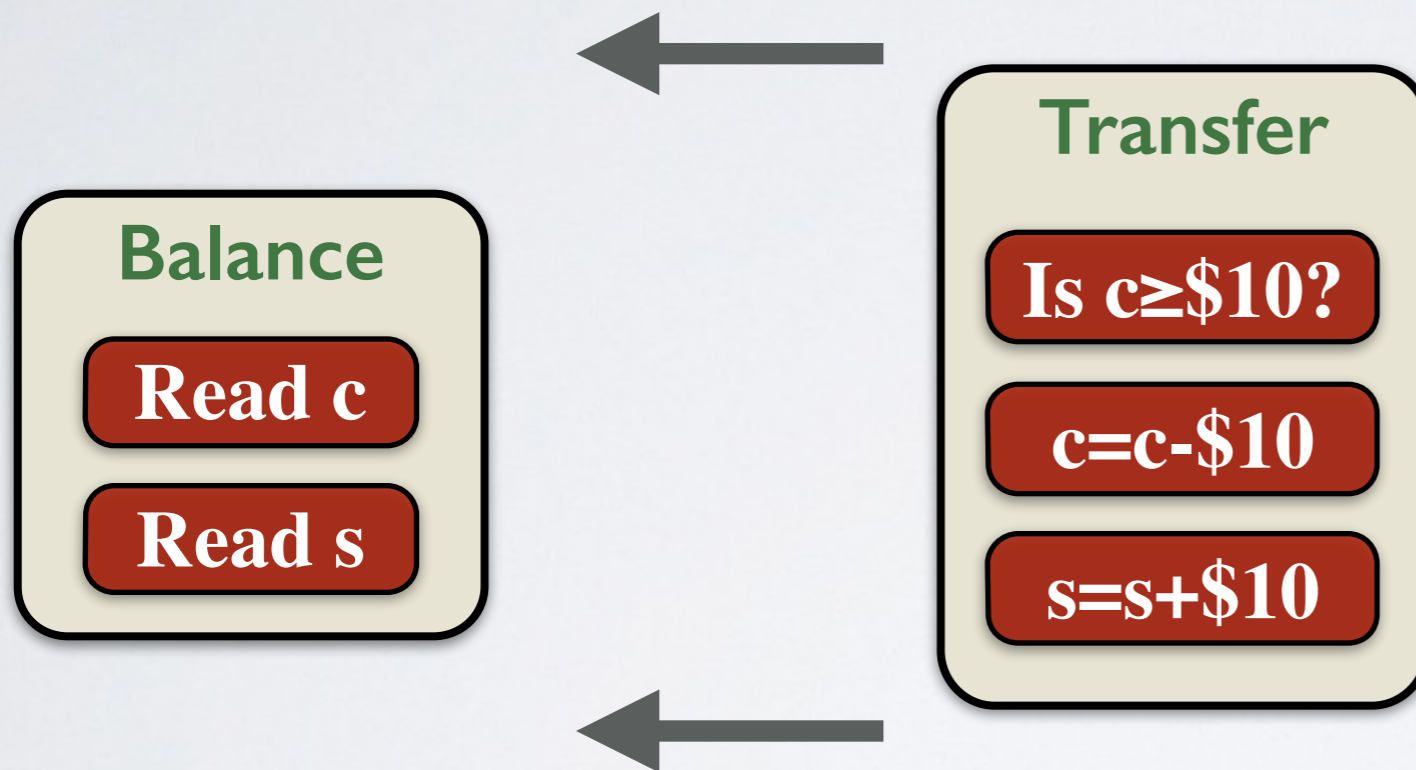 Balance
Read c
Read s
Transfer
Is c≥$10?
c=c-$10
s=s+$10